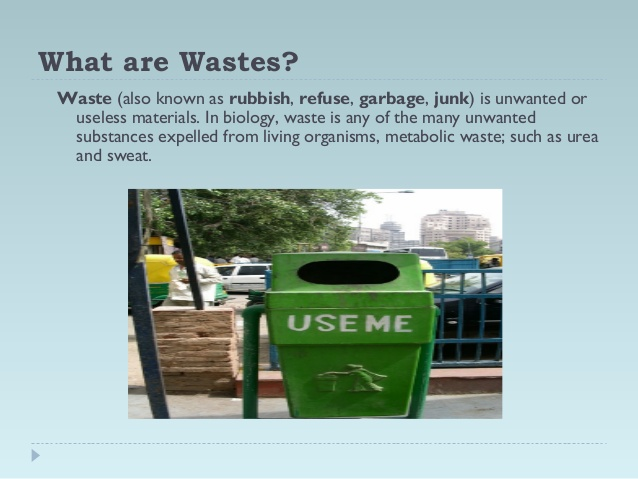 What are Wastes?
Waste (also known as rubbish, refuse, garbage, junk) is unwanted or
useless materials. In biology, waste is any of the many unwanted
substances expelled from living organisms, metabolic waste; such as urea
and sweat.
USE ME